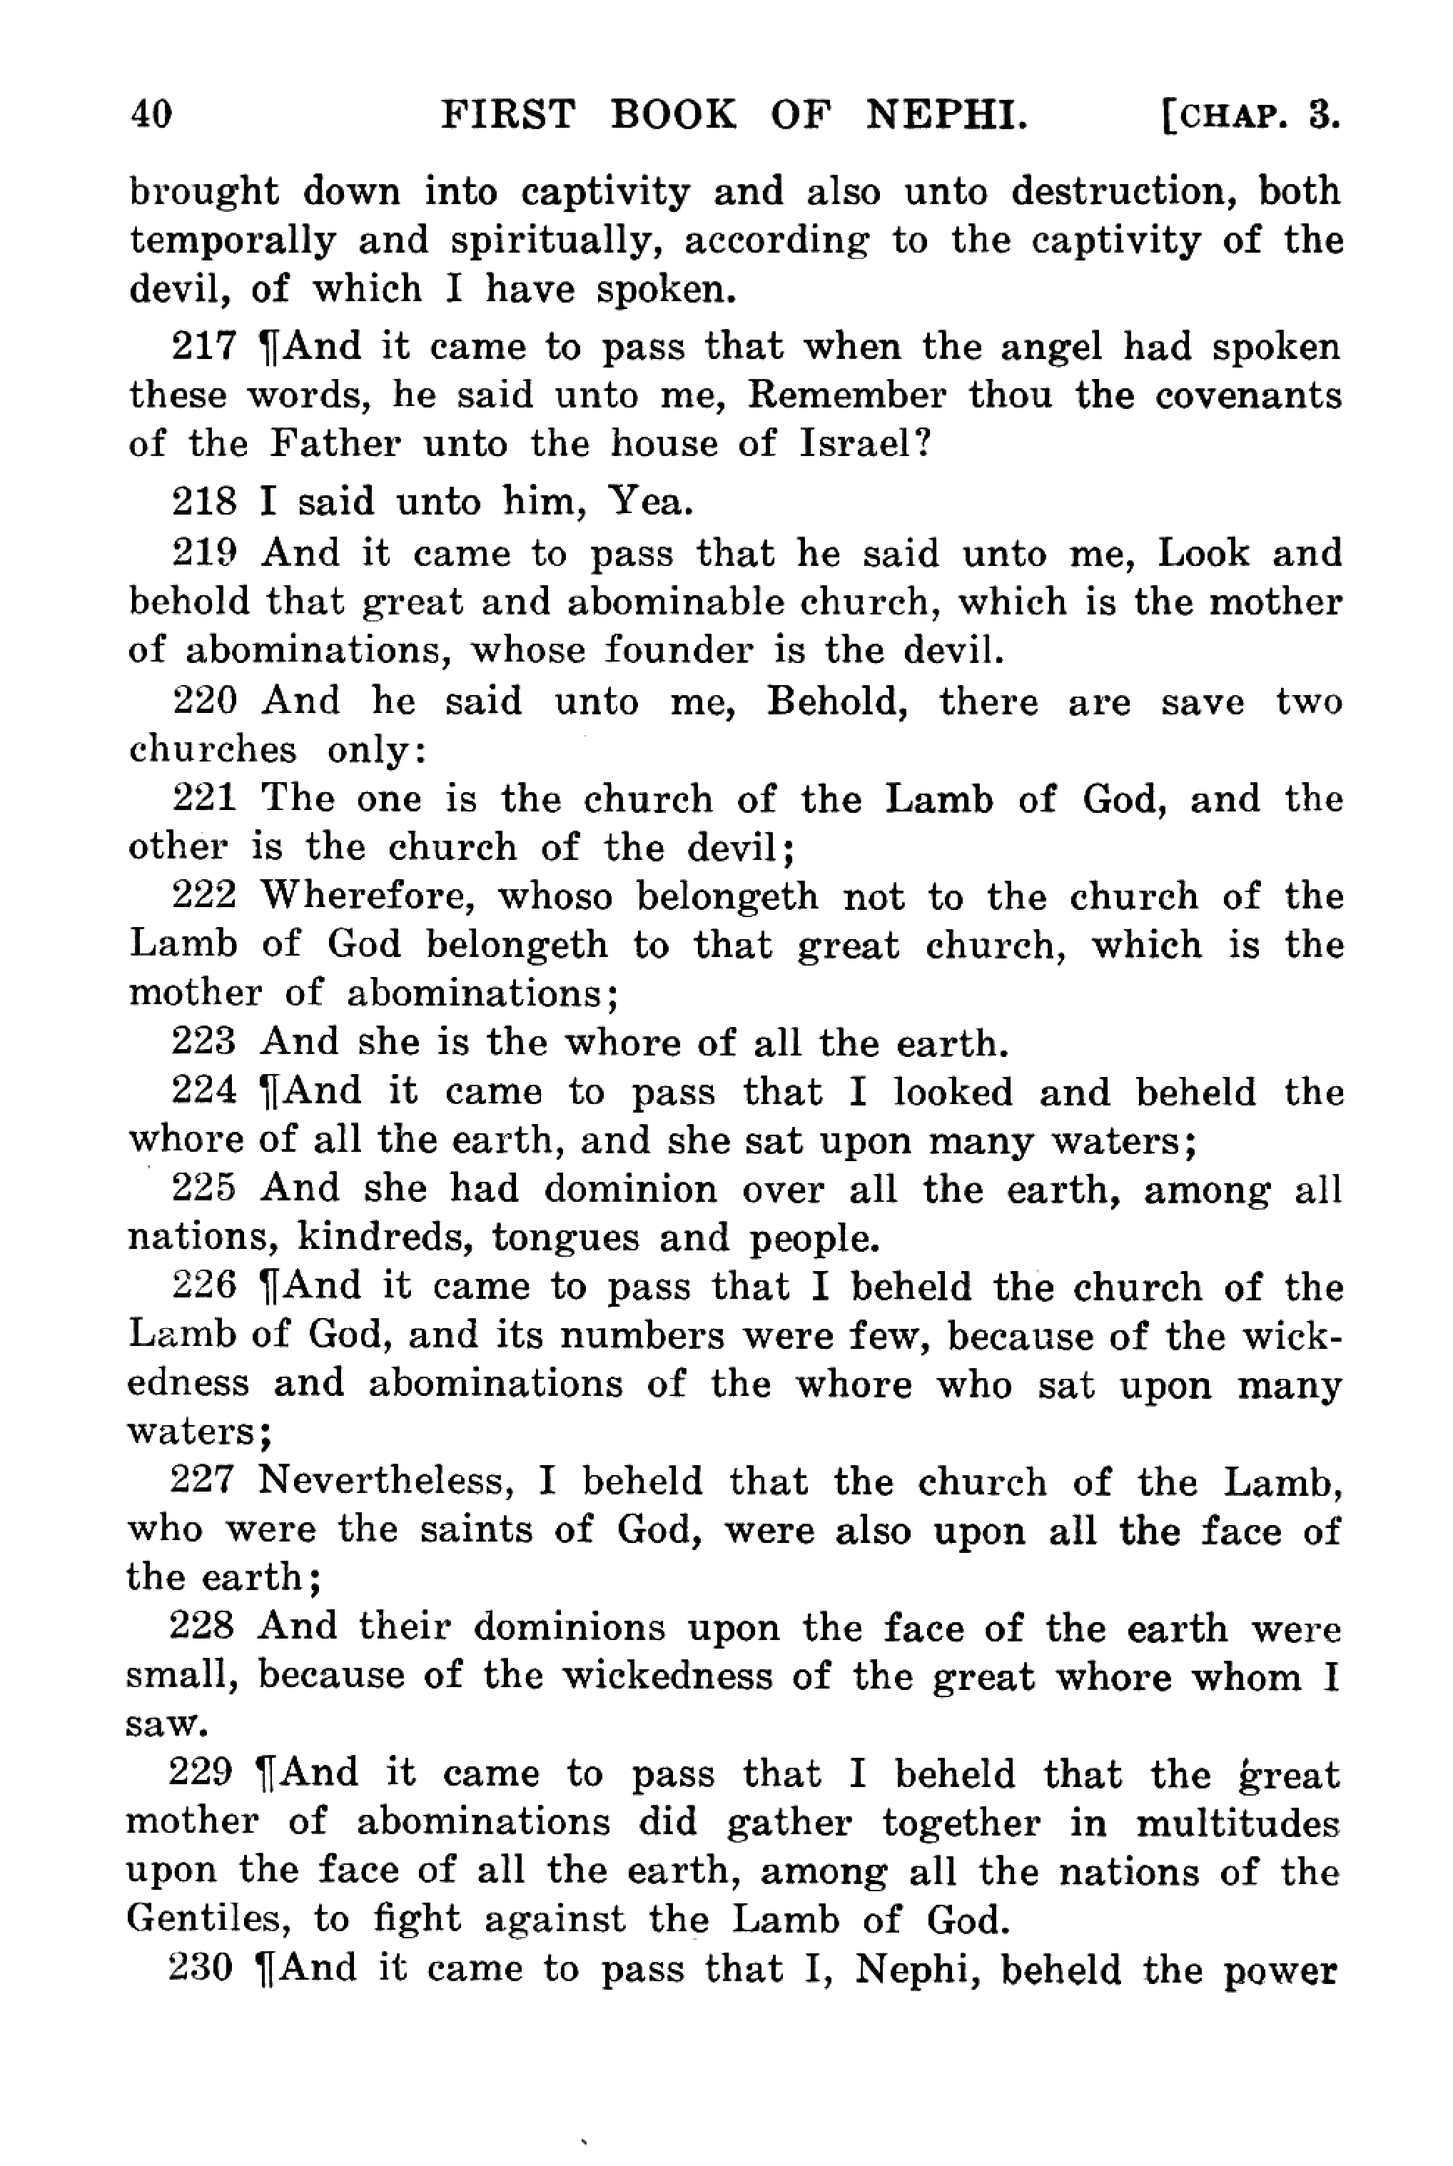 40 FIRST BOOK OF NEPHI. [CHAP. 3.
brought down into captivity and also unto destruction, both
temporally and spiritually, according to the captivity of the
devil, of which I have spoken.
217 ¶And it came to pass that when the angel had spoken
these words, he said unto me, Remember thou the covenants
of the Father unto the house of Israel?
218 I said unto him, Yea.
219 And it came to pass that he said unto me, Look and
behold that great and abominable church, which is the mother
of abominations, whose founder is the devil.
220 And he said unto me, Behold, there are save two
churches only:
221 The one is the church of the Lamb of God, and the
other is the church of the devil;
222 Wherefore, whoso belongeth not to the church of the
Lamb of God belongeth to that great church, which is the
mother of abominations;
223 And she is the whore of all the earth.
224 ¶And it came to pass that I looked and beheld the
whore of all the earth, and she sat upon many waters;
225 And she had dominion over all the earth, among all
nations, kindreds, tongues and people.
226 ¶And it came to pass that I beheld the church of the
Lamb of God, and its numbers were few, because of the wick-
edness and abominations of the whore who sat upon many
waters;
227 Nevertheless, I beheld that the church of the Lamb,
who were the saints of God, were also upon all the face of
the earth;
228 And their dominions upon the face of the earth were
small, because of the wickedness of the great whore whom I
saw.
229 ¶And it came to pass that I beheld that the great
mother of abominations did gather together in multitudes
upon the face of all the earth, among all the nations of the
Gentiles, to fight against the Lamb of God.
230 ¶And it came to pass that I, Nephi, beheld the power